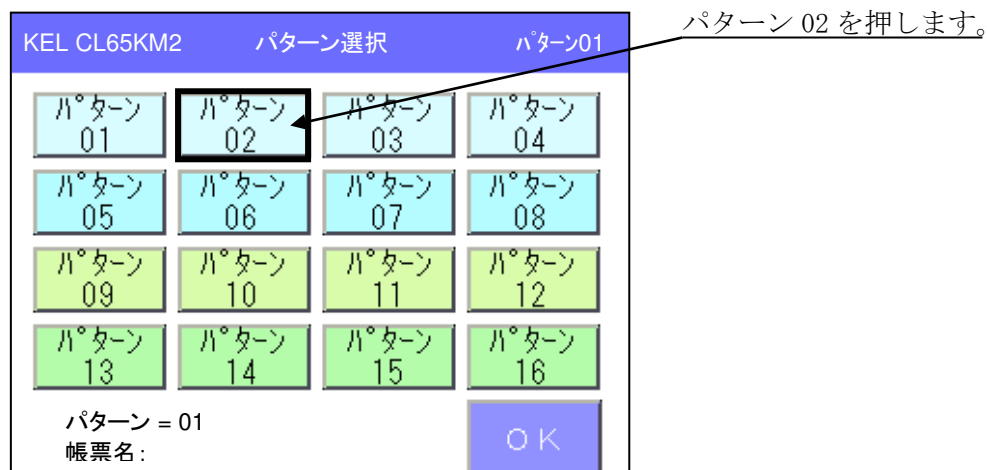 KEL CL65KM2 パターン選択 ﾊﾟﾀｰﾝ01
パターン 02 を押します。
ﾊﾟﾀｰﾝ 01
ﾊﾟﾀｰﾝ 02
ﾊﾟﾀｰﾝ 03
ﾊﾟﾀｰﾝ 04
ﾊﾟﾀｰﾝ 05
ﾊﾟﾀｰﾝ 06
ﾊﾟﾀｰﾝ 07
ﾊﾟﾀｰﾝ 08
ﾊﾟﾀｰﾝ 09
ﾊﾟﾀｰﾝ 10
ﾊﾟﾀｰﾝ 11
ﾊﾟﾀｰﾝ 12
ﾊﾟﾀｰﾝ 13
ﾊﾟﾀｰﾝ 14
ﾊﾟﾀｰﾝ 15
ﾊﾟﾀｰﾝ 16
パターン = 01
帳票名:
ＯＫ